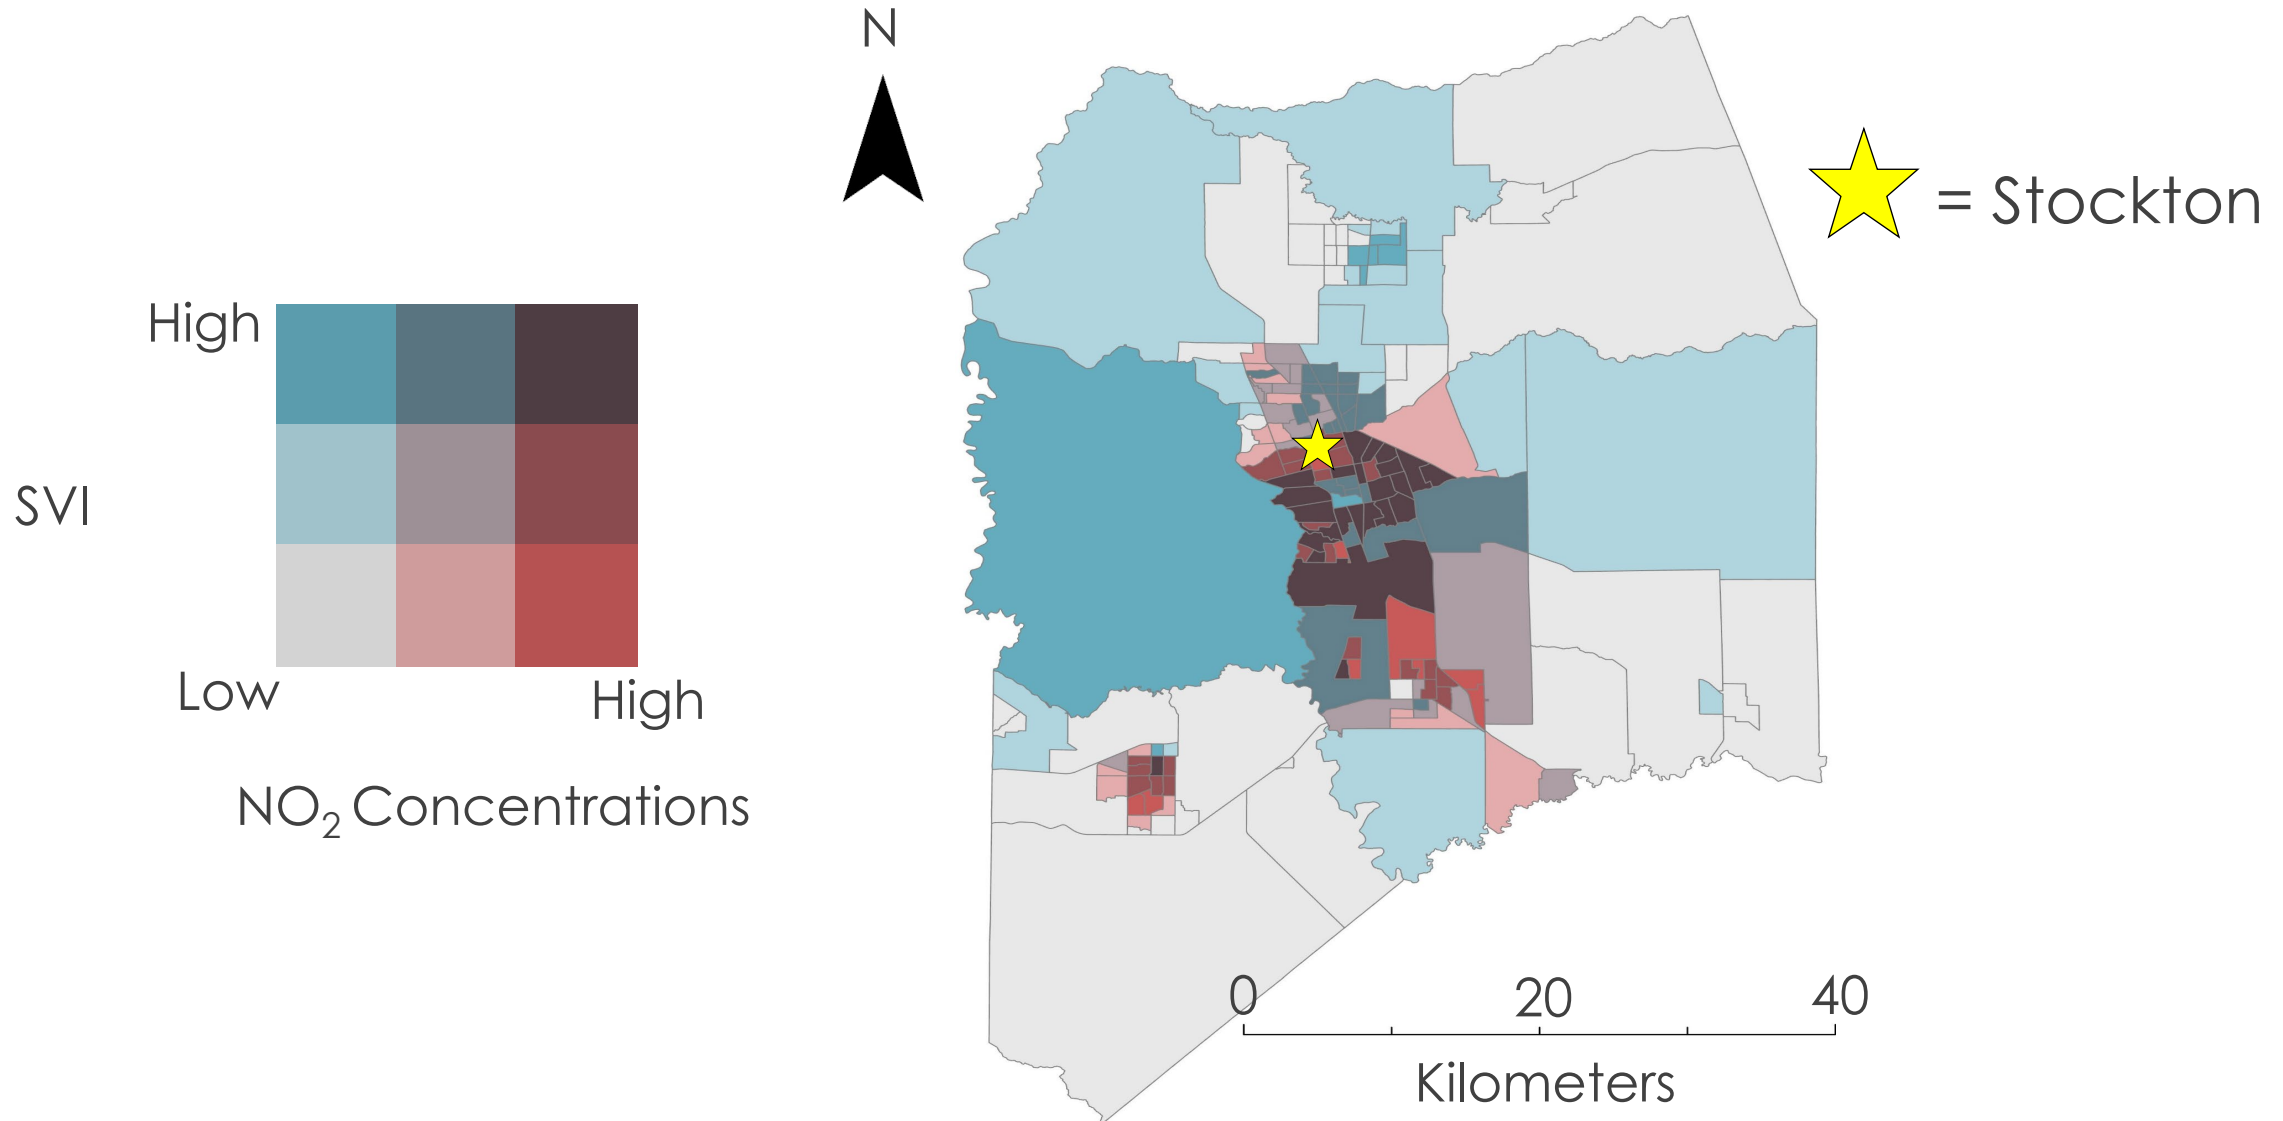 N
= Stockton
High
SVI
Low
High
NO₂ Concentrations
0 20 40
Kilometers